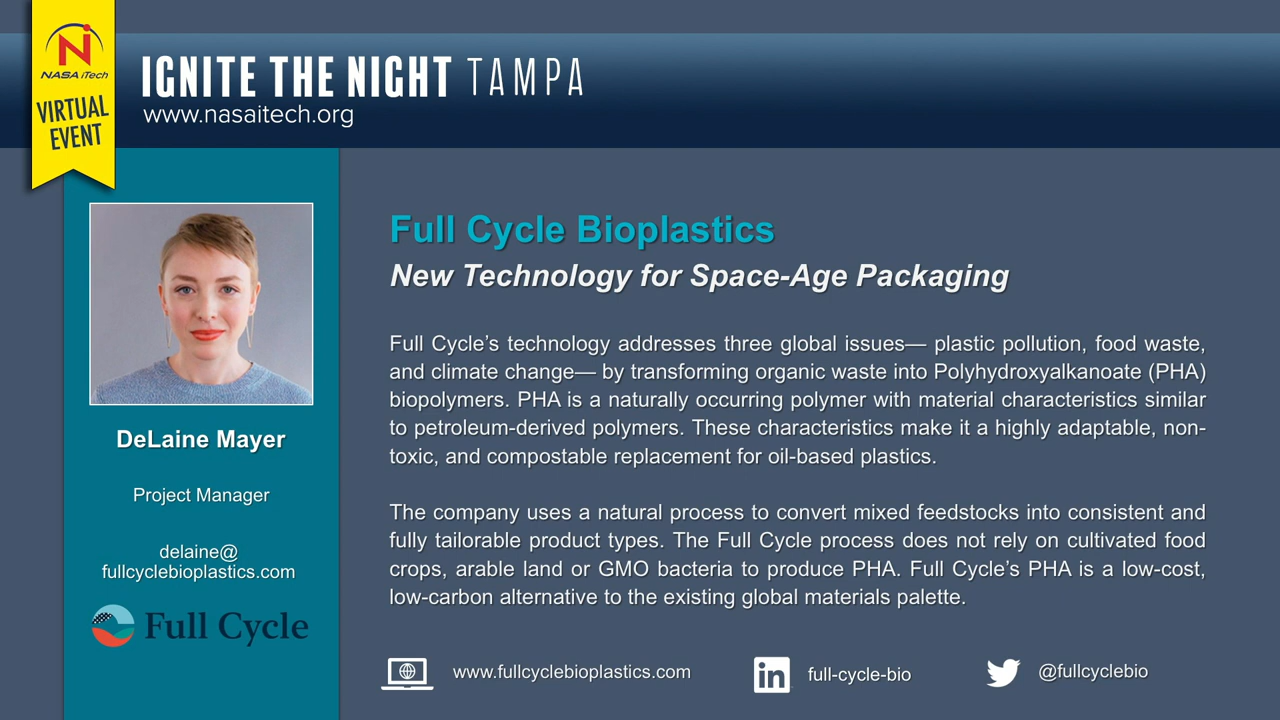 NASA iTech
VIRTUAL
EVENT
IGNITE THE NIGHT TAMPA
www.nasaitech.org
DeLaine Mayer
Project Manager
delaine@
fullcyclebioplastics.com
Full Cycle
Full Cycle Bioplastics
New Technology for Space-Age Packaging
Full Cycle’s technology addresses three global issues— plastic pollution, food waste,
and climate change— by transforming organic waste into Polyhydroxyalkanoate (PHA)
biopolymers. PHA is a naturally occurring polymer with material characteristics similar
to petroleum-derived polymers. These characteristics make it a highly adaptable, non-
toxic, and compostable replacement for oil-based plastics.
The company uses a natural process to convert mixed feedstocks into consistent and
fully tailorable product types. The Full Cycle process does not rely on cultivated food
crops, arable land or GMO bacteria to produce PHA. Full Cycle’s PHA is a low-cost,
low-carbon alternative to the existing global materials palette.
www.fullcyclebioplastics.com
in full-cycle-bio
@fullcyclebio